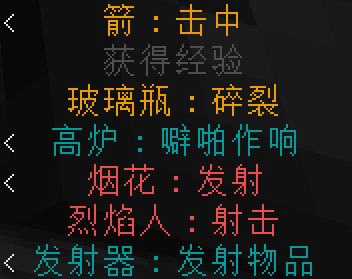 < 箭：击中
获得经验
玻璃瓶：碎裂
< 高炉：噼啪作响
< 烟花：发射
烈焰人：射击
< 发射器：发射物品